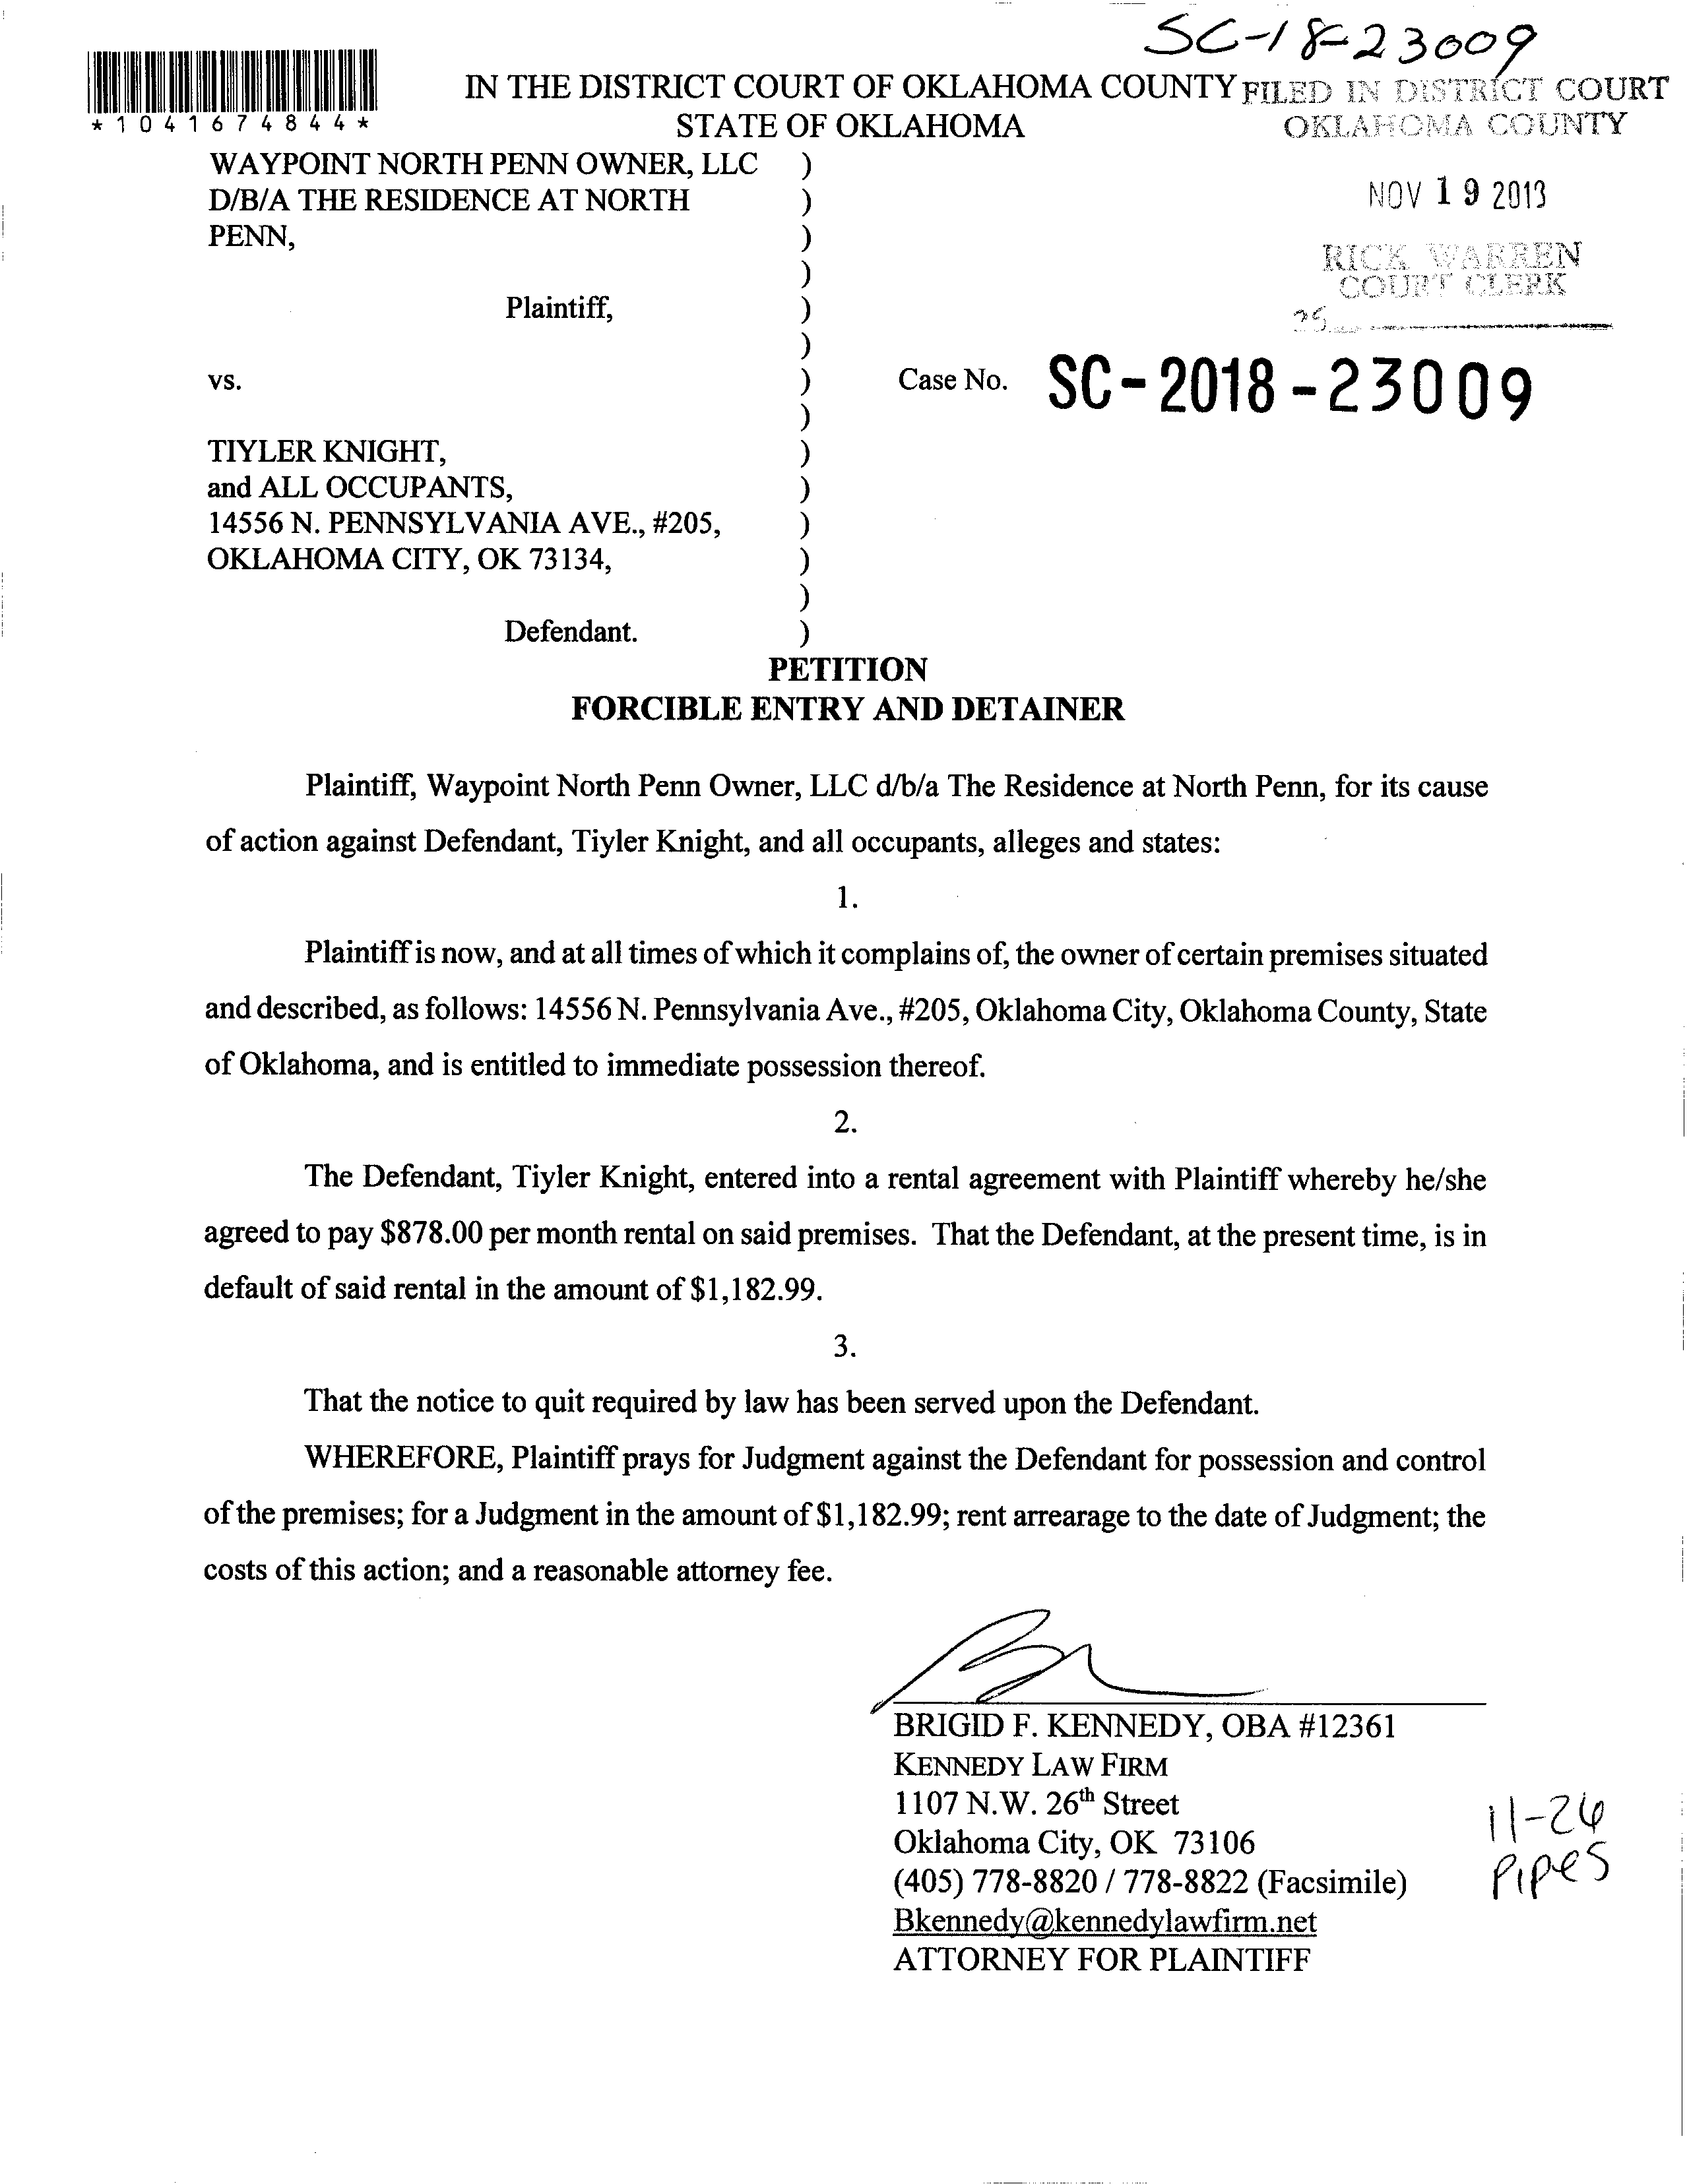 SC-18-23009
*1041674844*
IN THE DISTRICT COURT OF OKLAHOMA COUNTY
STATE OF OKLAHOMA
FILED IN DISTRICT COURT
OKLAHOMA COUNTY
NOV 19 2018
RICK WARREN
COURT CLERK
WAYPOINT NORTH PENN OWNER, LLC )
D/B/A THE RESIDENCE AT NORTH )
PENN, )
)
Plaintiff, )
)
vs. ) Case No. SC-2018-23009
)
TIYLER KNIGHT, )
and ALL OCCUPANTS, )
14556 N. PENNSYLVANIA AVE., #205, )
OKLAHOMA CITY, OK 73134, )
)
Defendant. )
PETITION
FORCIBLE ENTRY AND DETAINER
Plaintiff, Waypoint North Penn Owner, LLC d/b/a The Residence at North Penn, for its cause
of action against Defendant, Tiyler Knight, and all occupants, alleges and states:
1.
Plaintiff is now, and at all times of which it complains of, the owner of certain premises situated
and described, as follows: 14556 N. Pennsylvania Ave., #205, Oklahoma City, Oklahoma County, State
of Oklahoma, and is entitled to immediate possession thereof.
2.
The Defendant, Tiyler Knight, entered into a rental agreement with Plaintiff whereby he/she
agreed to pay $878.00 per month rental on said premises. That the Defendant, at the present time, is in
default of said rental in the amount of $1,182.99.
3.
That the notice to quit required by law has been served upon the Defendant.
WHEREFORE, Plaintiff prays for Judgment against the Defendant for possession and control
of the premises; for a Judgment in the amount of $1,182.99; rent arrearage to the date of Judgment; the
costs of this action; and a reasonable attorney fee.
BRIGID F. KENNEDY, OBA #12361
KENNEDY LAW FIRM
1107 N.W. 26th Street
Oklahoma City, OK 73106
(405) 778-8820 / 778-8822 (Facsimile)
Bkennedy@kennedylawfirm.net
ATTORNEY FOR PLAINTIFF
11-26
Pipes